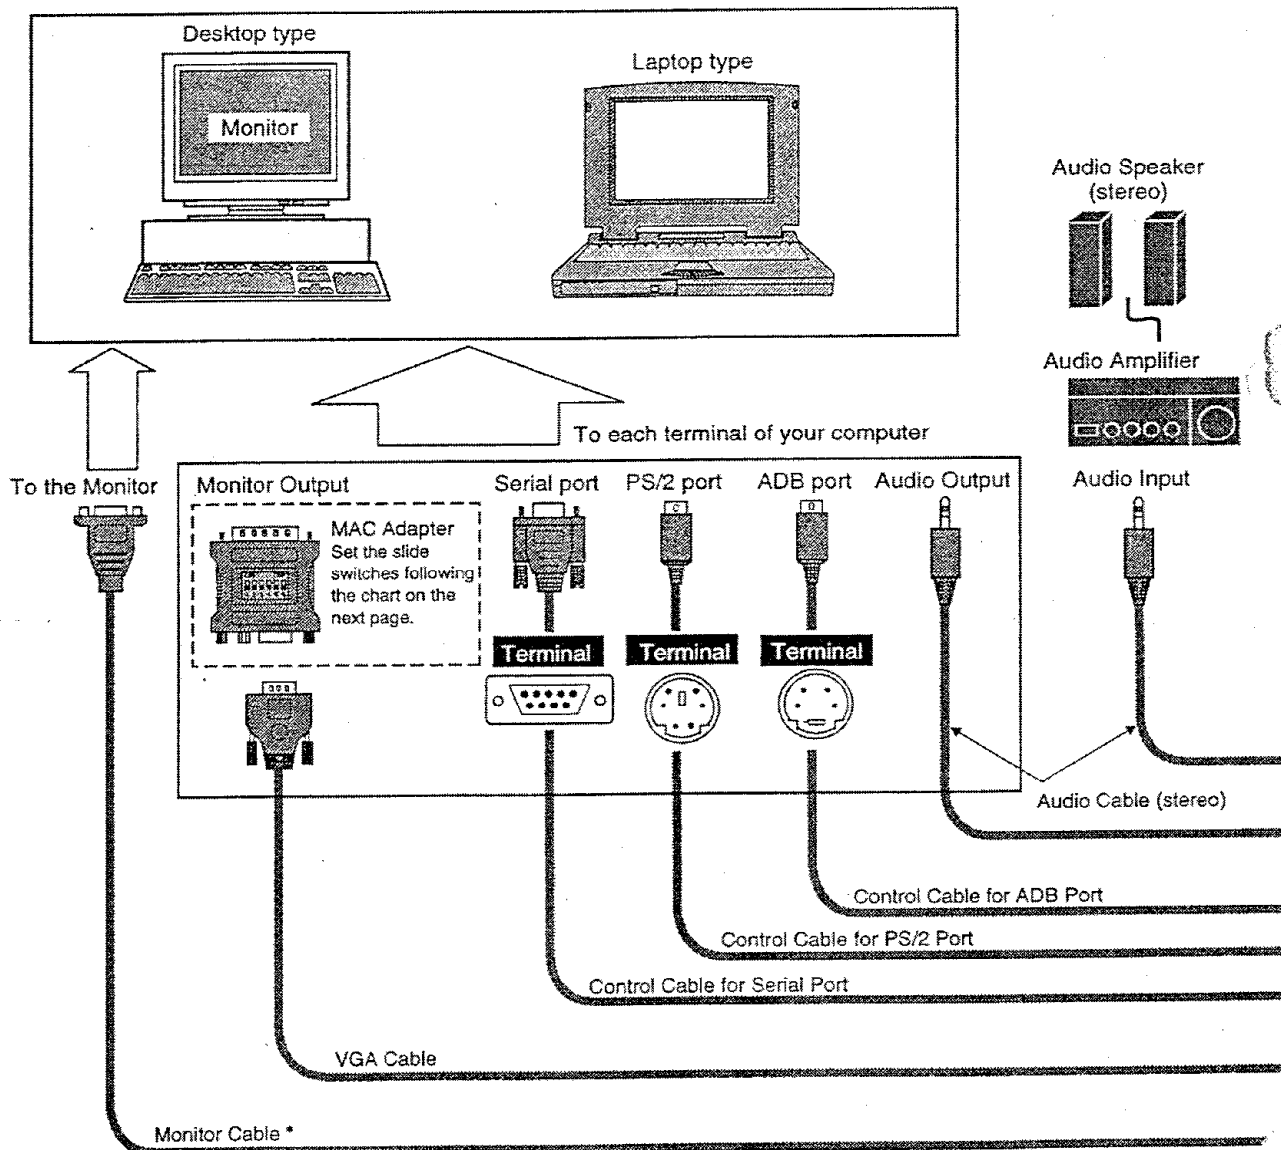 Desktop type
Laptop type
Monitor
Audio Speaker
(stereo)
Audio Amplifier
To each terminal of your computer
To the Monitor
Monitor Output
Serial port
PS/2 port
ADB port
Audio Output
Audio Input
MAC Adapter
Set the slide
switches following
the chart on the
next page.
Terminal
Terminal
Terminal
Audio Cable (stereo)
Control Cable for ADB Port
Control Cable for PS/2 Port
Control Cable for Serial Port
VGA Cable
Monitor Cable *